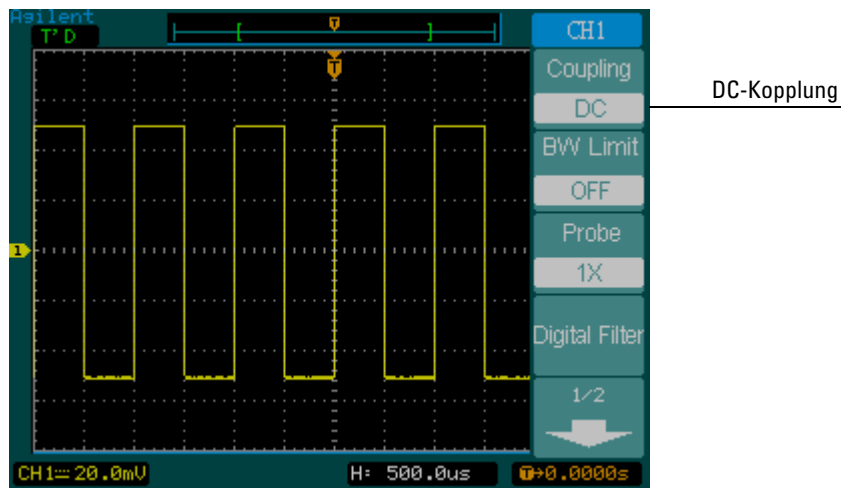 Agilent
T'D
T
CH1
T
Coupling
DC
DC-Kopplung
BW Limit
OFF
Probe
1X
1
Digital Filter
1/2
CH1 20.0mV
H: 500.0us
T→0.0000s